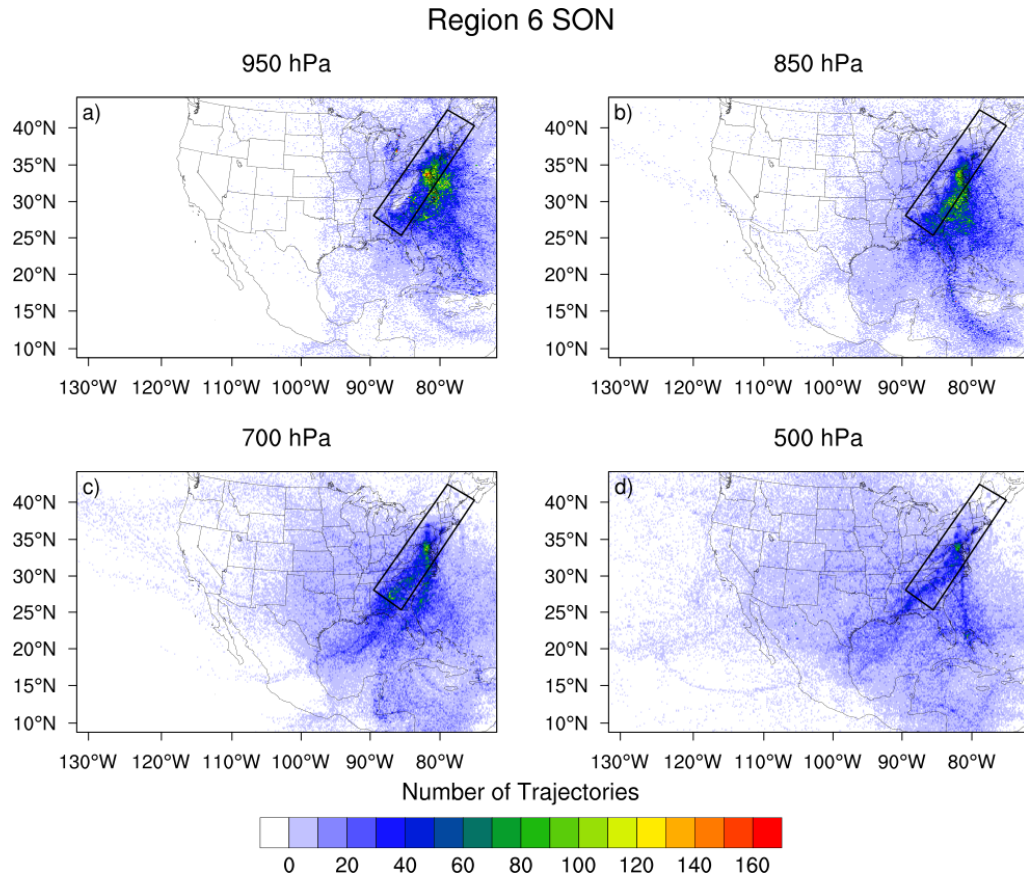 Region 6 SON
950 hPa
850 hPa
a)
b)
40°N
35°N
30°N
25°N
20°N
15°N
10°N
40°N
35°N
30°N
25°N
20°N
15°N
10°N
130°W 120°W 110°W 100°W 90°W 80°W
130°W 120°W 110°W 100°W 90°W 80°W
700 hPa
500 hPa
c)
d)
40°N
35°N
30°N
25°N
20°N
15°N
10°N
40°N
35°N
30°N
25°N
20°N
15°N
10°N
130°W 120°W 110°W 100°W 90°W 80°W
130°W 120°W 110°W 100°W 90°W 80°W
Number of Trajectories
0 20 40 60 80 100 120 140 160